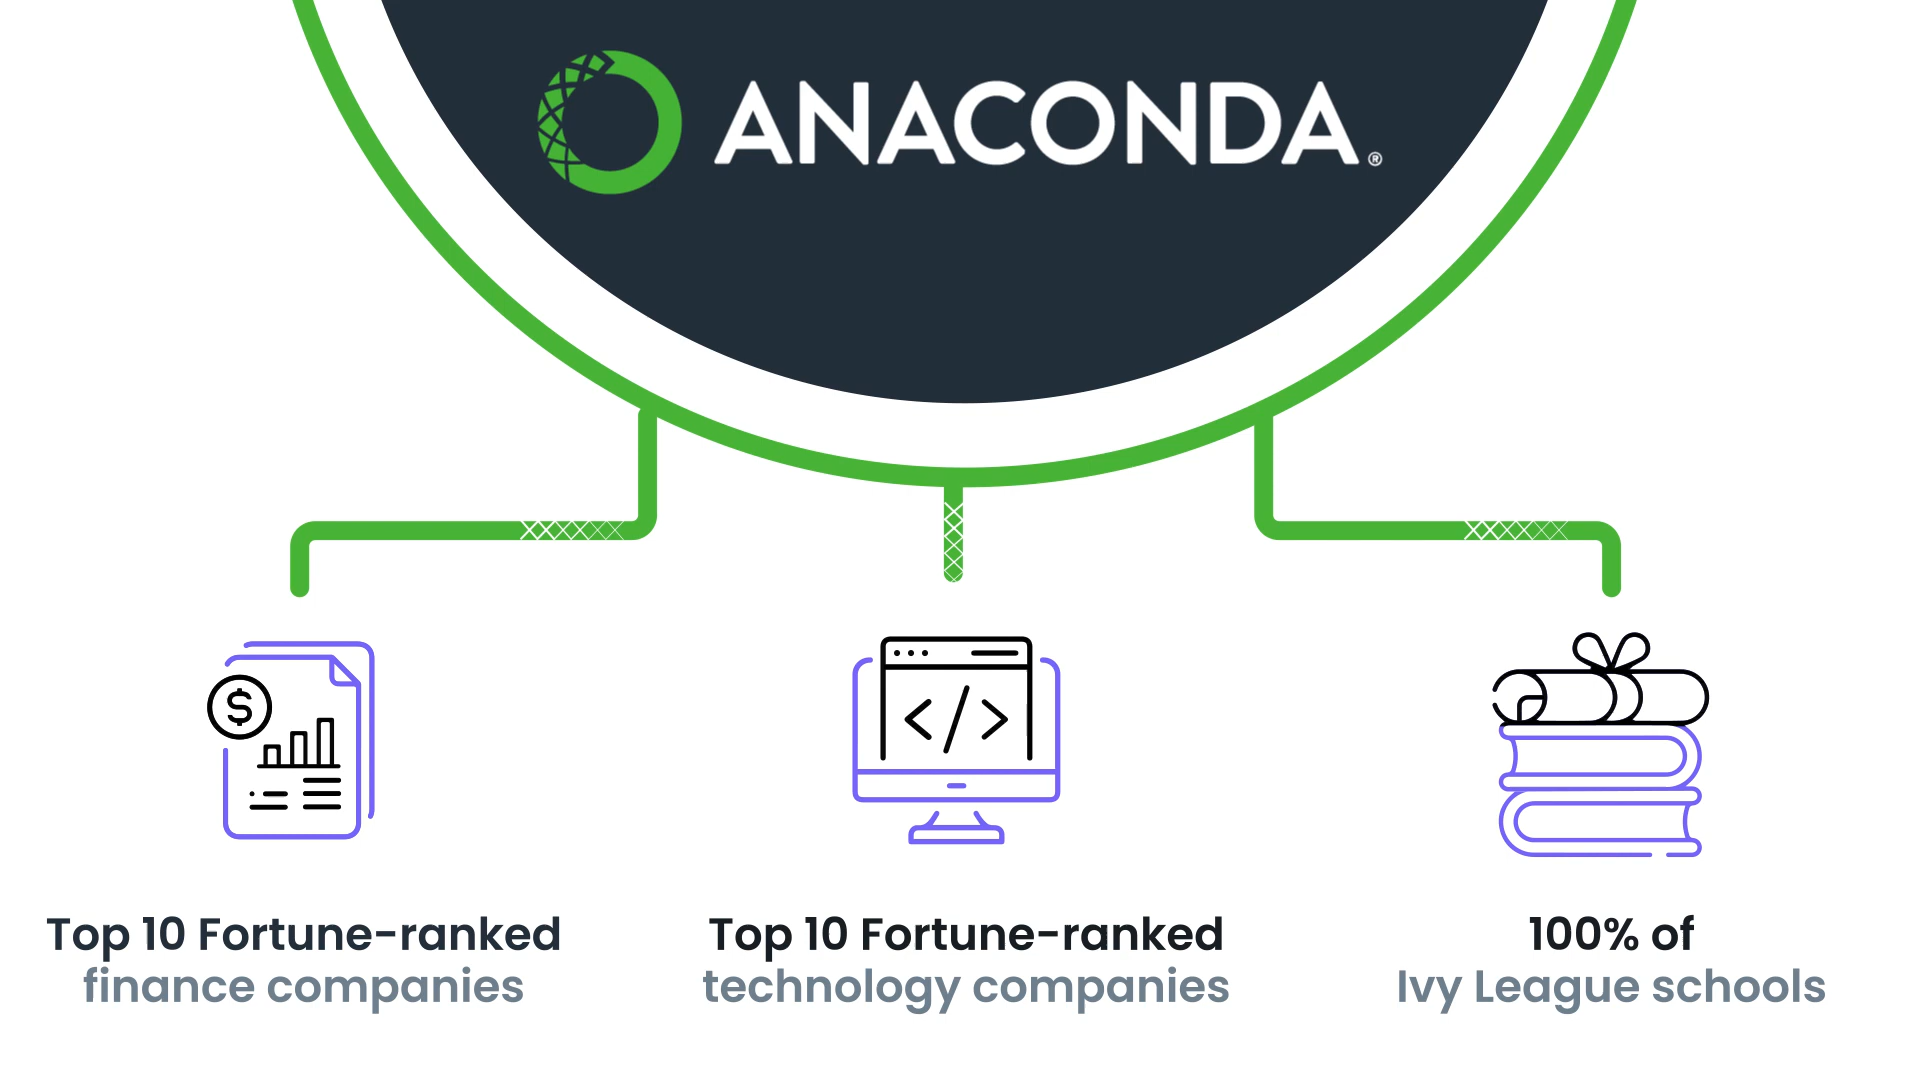 ANACONDA®
Top 10 Fortune-ranked
finance companies
Top 10 Fortune-ranked
technology companies
100% of
Ivy League schools